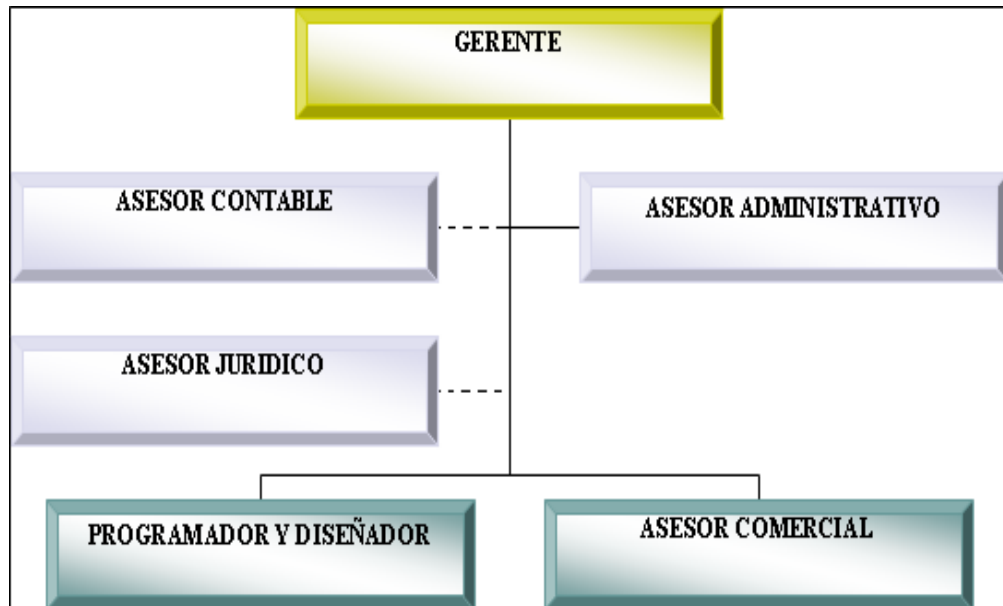 GERENTE
ASESOR CONTABLE
ASESOR ADMINISTRATIVO
ASESOR JURIDICO
PROGRAMADOR Y DISEÑADOR
ASESOR COMERCIAL